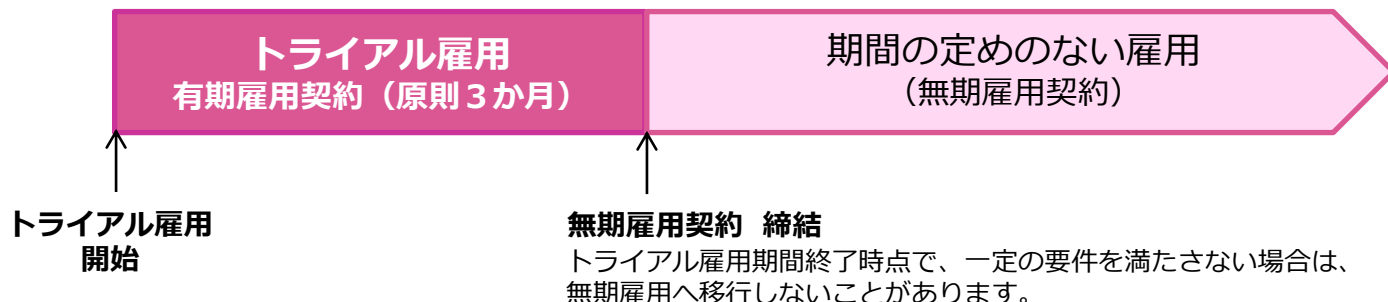 トライアル雇用
有期雇用契約（原則３か月）
期間の定めのない雇用
（無期雇用契約）
トライアル雇用
開始
無期雇用契約 締結
トライアル雇用期間終了時点で、一定の要件を満たさない場合は、
無期雇用へ移行しないことがあります。